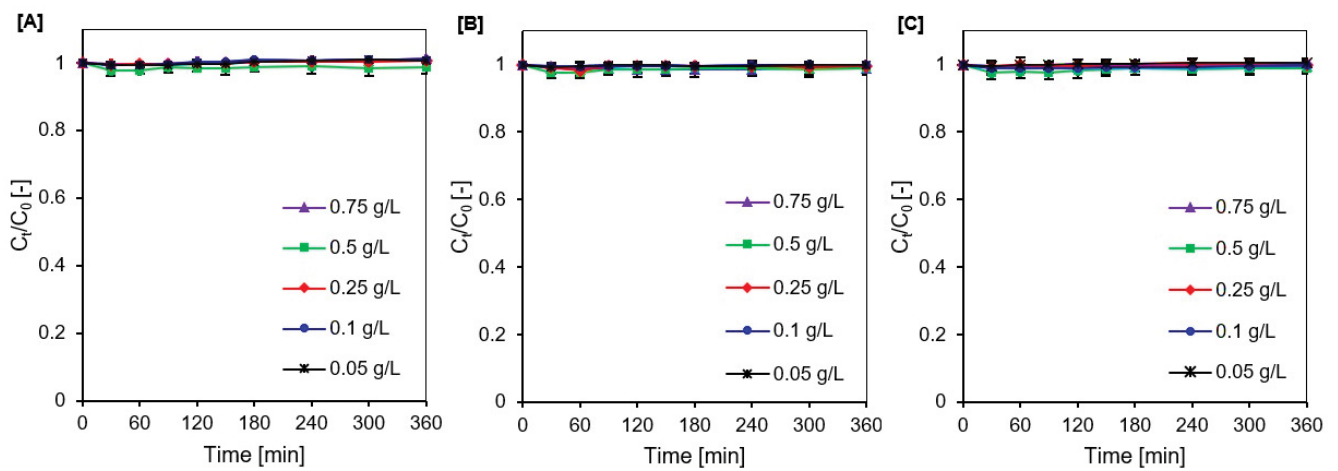 [A]
1
0.8
0.6
0.4
0.2
0
Cₜ/C₀ [-]
0.75 g/L
0.5 g/L
0.25 g/L
0.1 g/L
0.05 g/L
0 60 120 180 240 300 360
Time [min]
[B]
1
0.8
0.6
0.4
0.2
0
Cₜ/C₀ [-]
0.75 g/L
0.5 g/L
0.25 g/L
0.1 g/L
0.05 g/L
0 60 120 180 240 300 360
Time [min]
[C]
1
0.8
0.6
0.4
0.2
0
Cₜ/C₀ [-]
0.75 g/L
0.5 g/L
0.25 g/L
0.1 g/L
0.05 g/L
0 60 120 180 240 300 360
Time [min]